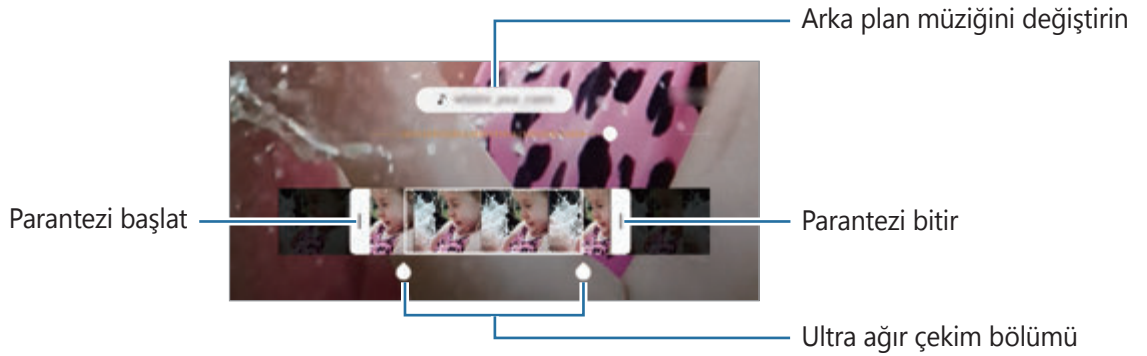 Arka plan müziğini değiştirin
Parantezi başlat
Parantezi bitir
Ultra ağır çekim bölümü